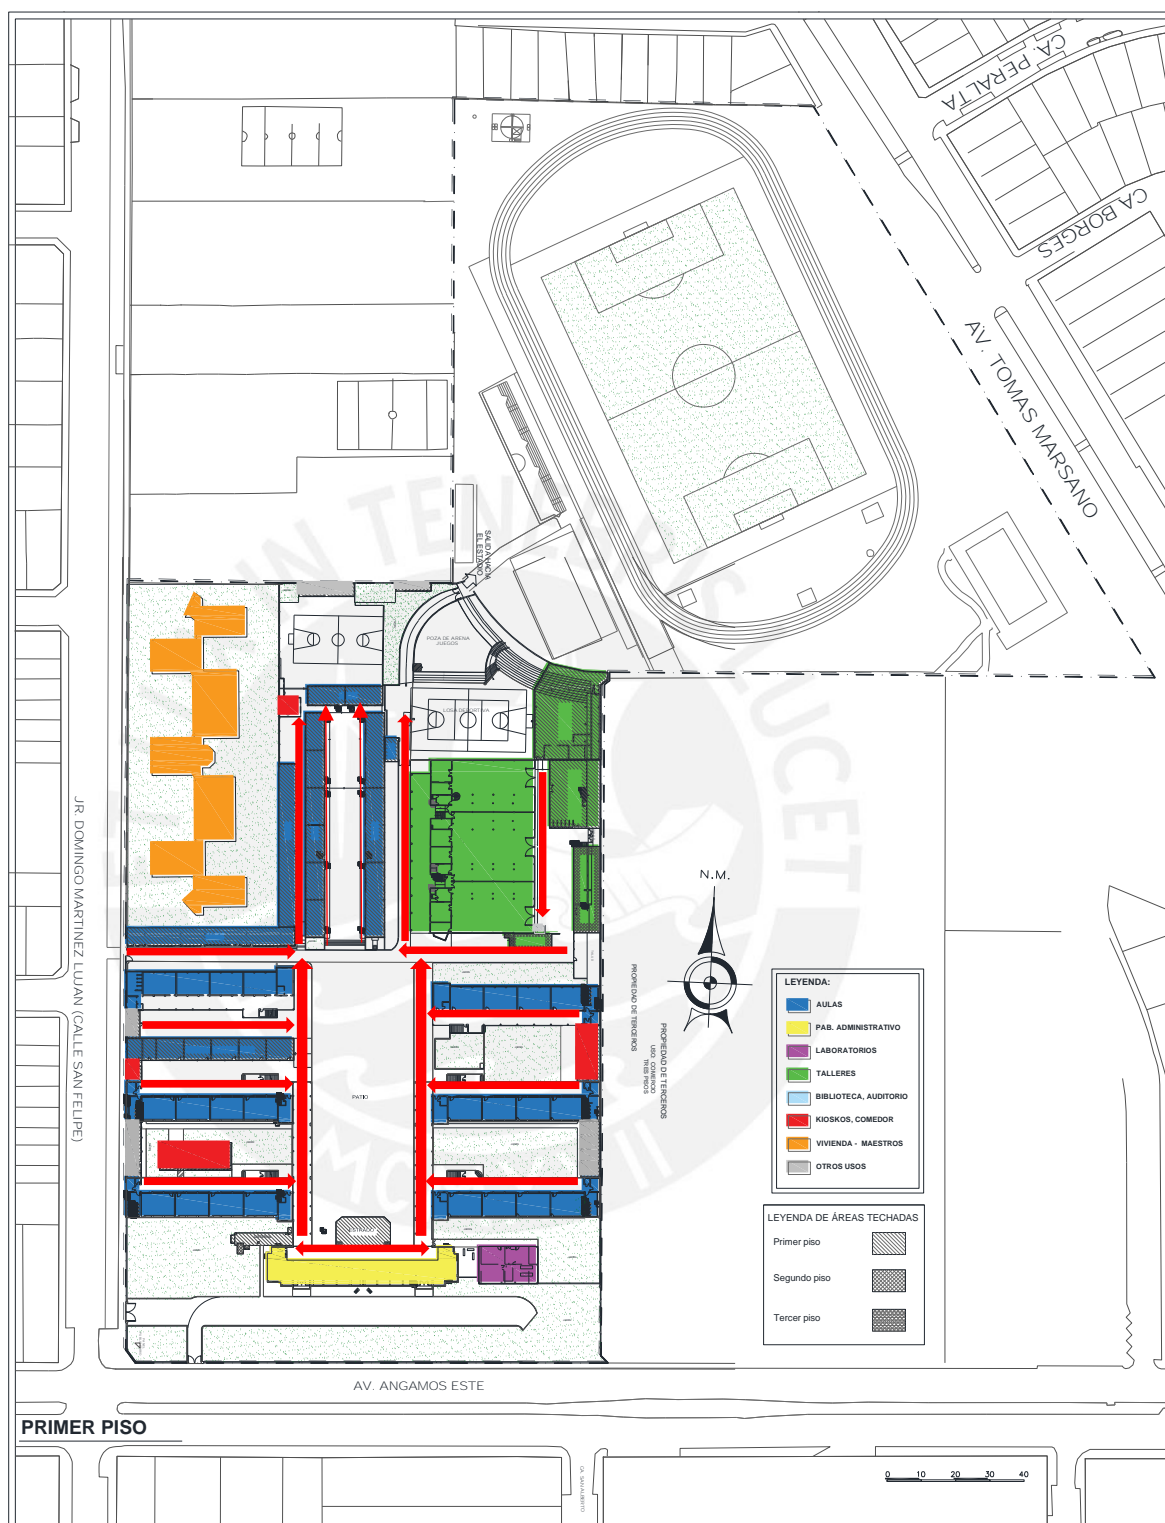 CA. PERALTA
CA BORGES
AV. TOMAS MARSANO
SALIDA HACIA
EL ESTADIO
POZA DE ARENA
JUEGOS
LOSA DEPORTIVA
JR. DOMINGO MARTINEZ LUJAN (CALLE SAN FELIPE)
N.M.
PROPIEDAD DE TERCEROS
PROPIEDAD DE TERCEROS
USO: COMERCIO
TRES PISOS
PATIO
LEYENDA:
AULAS
PAB. ADMINISTRATIVO
LABORATORIOS
TALLERES
BIBLIOTECA, AUDITORIO
KIOSKOS, COMEDOR
VIVIENDA - MAESTROS
OTROS USOS
LEYENDA DE ÁREAS TECHADAS
Primer piso
Segundo piso
Tercer piso
AV. ANGAMOS ESTE
PRIMER PISO
CA. SAN ALBERTO
0 10 20 30 40